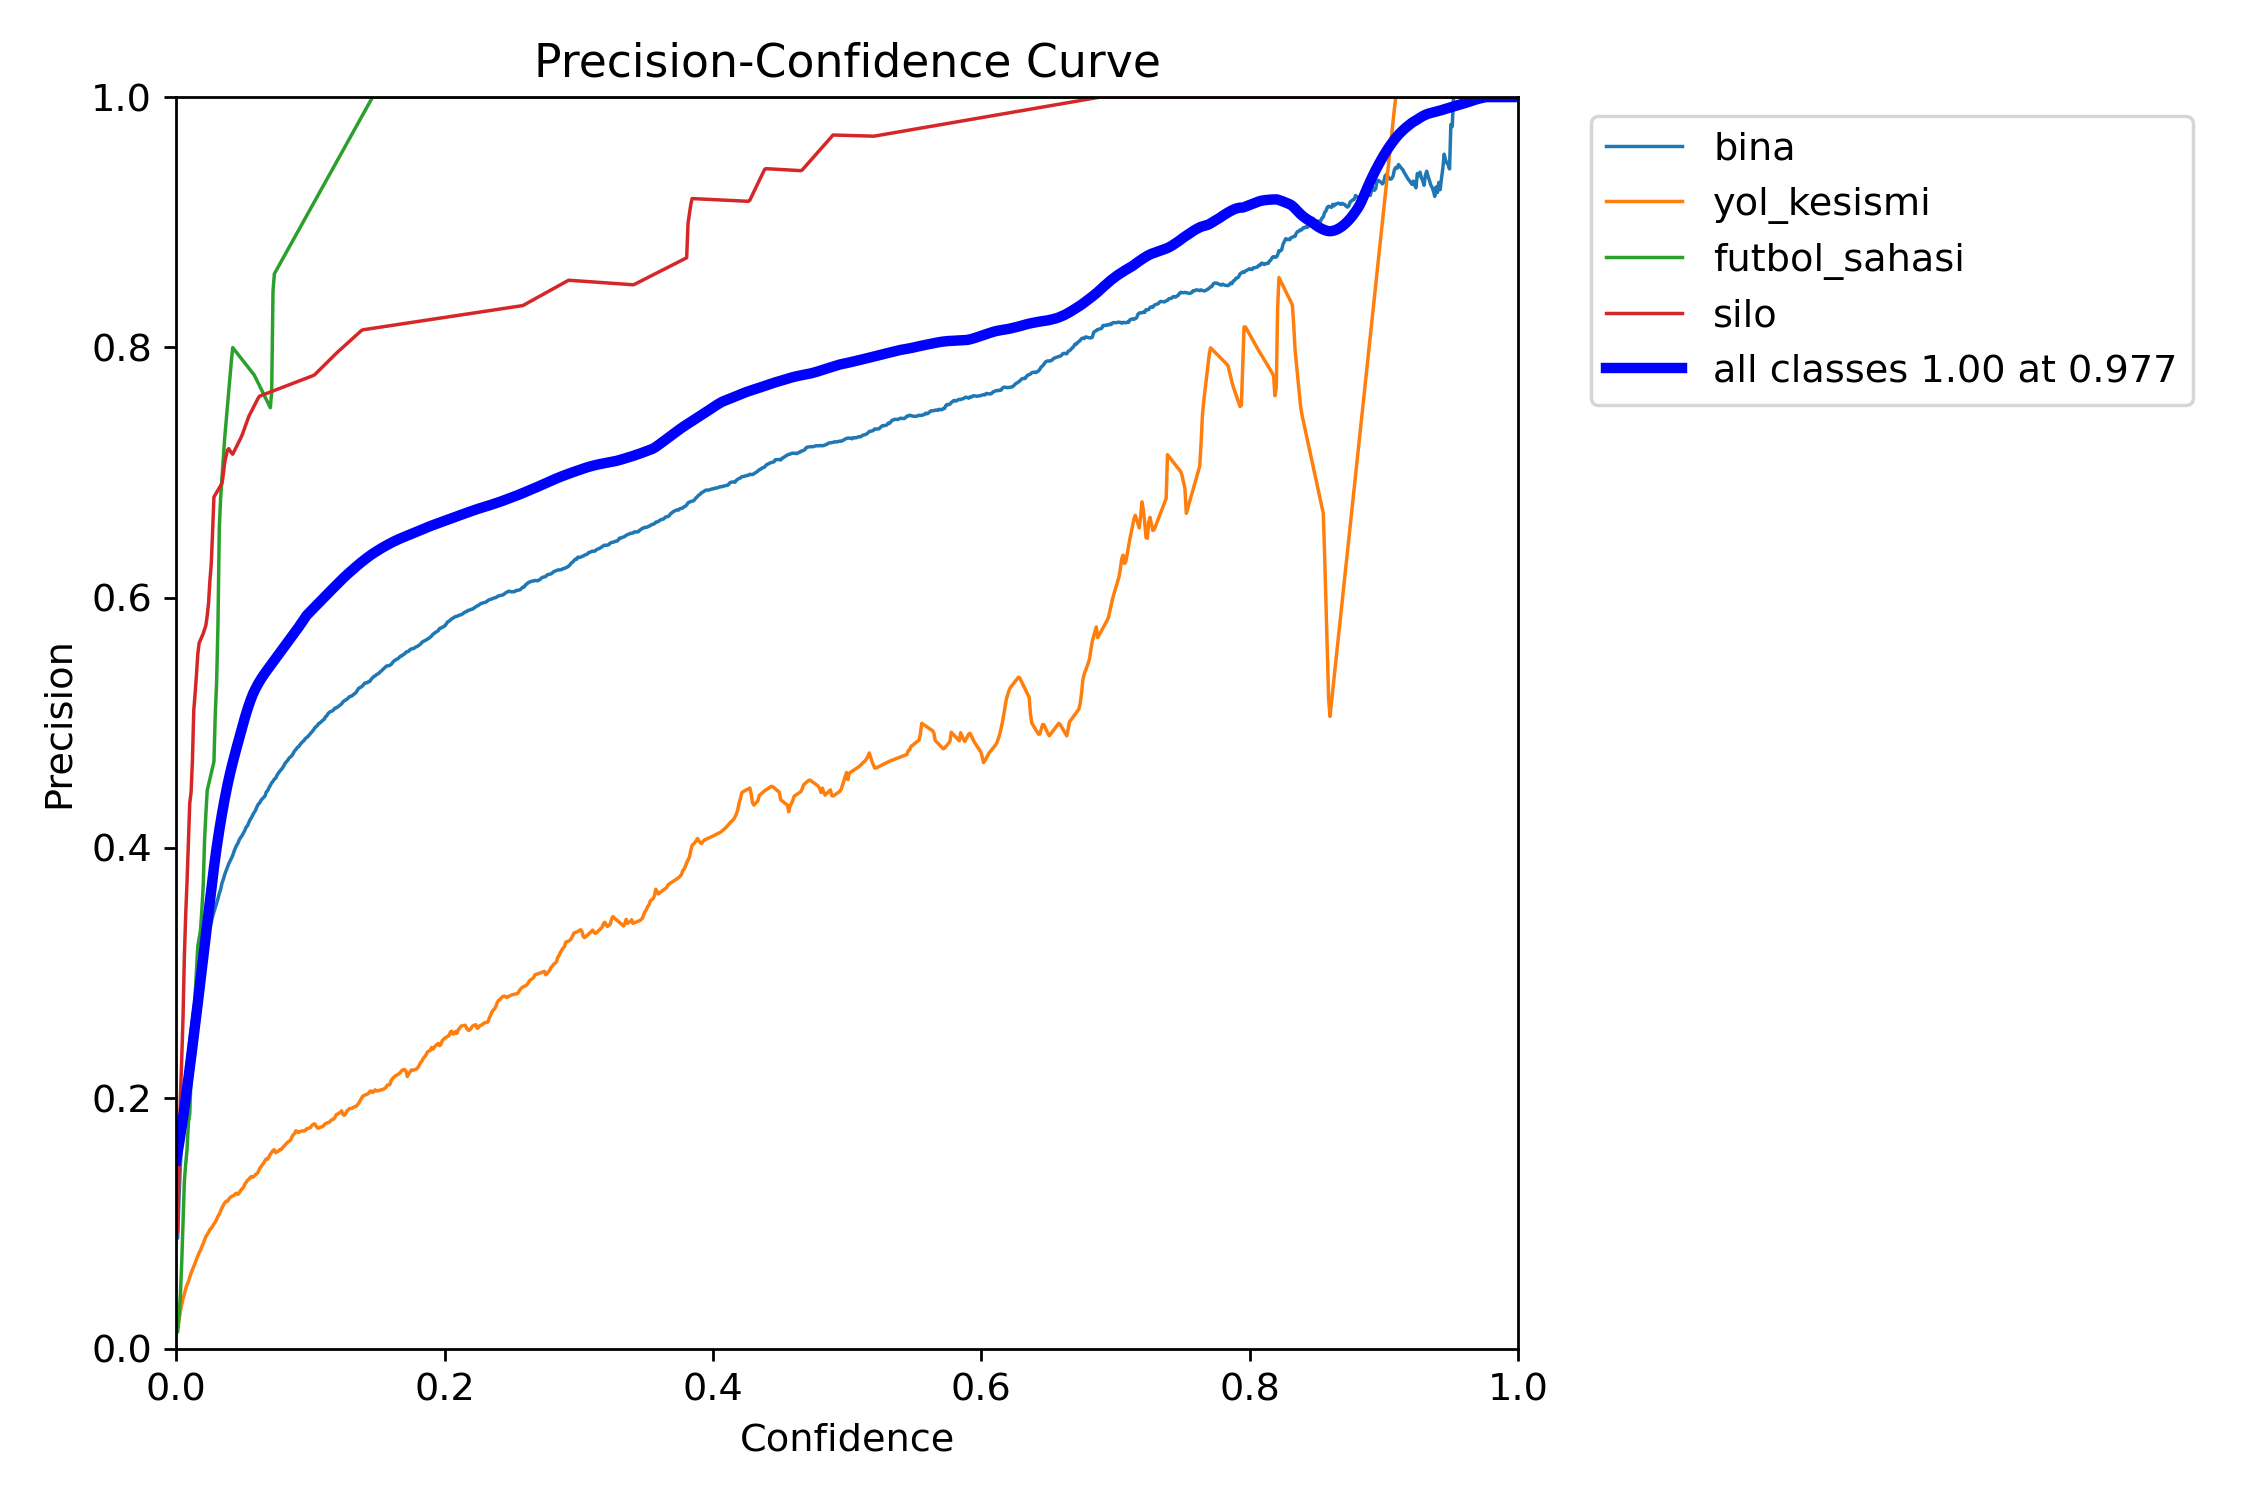 Precision-Confidence Curve
1.0
0.8
0.6
0.4
0.2
0.0
Precision
0.0 0.2 0.4 0.6 0.8 1.0
Confidence
bina
yol_kesismi
futbol_sahasi
silo
all classes 1.00 at 0.977